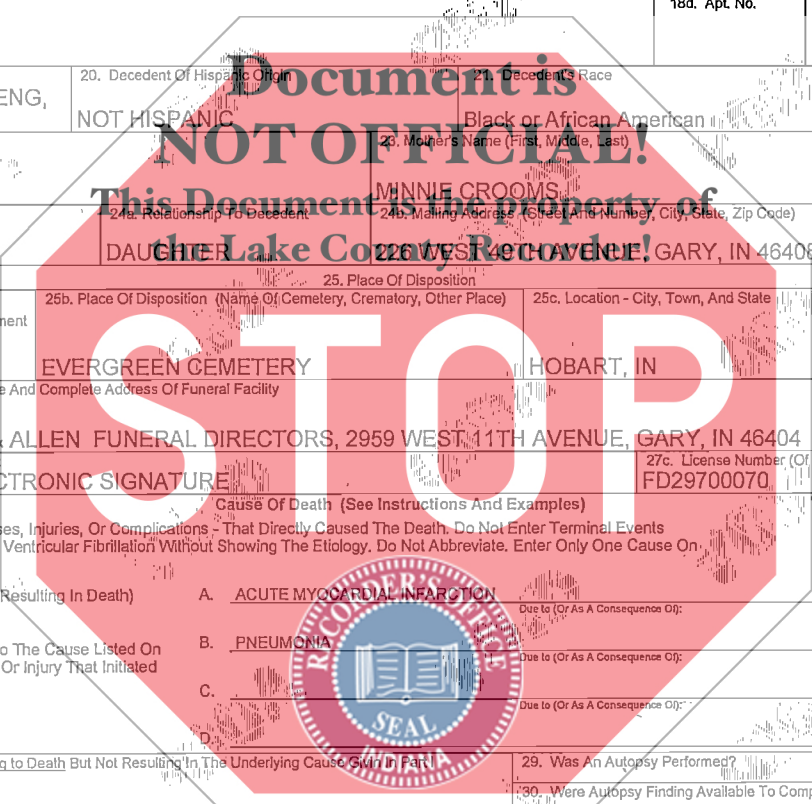 18d. Apt. No.
20. Decedent Of Hispanic Origin
21. Decedent's Race
ENG,
NOT HISPANIC
Black or African American
Document is
NOT OFFICIAL!
This Document is the property of
the Lake County Recorder!
23. Mother's Name (First, Middle, Last)
MINNIE CROOMS
24a. Relationship To Decedent
24b. Mailing Address (Street And Number, City, State, Zip Code)
DAUGHTER
226 WEST 49TH AVENUE, GARY, IN 46408
25. Place Of Disposition
25b. Place Of Disposition (Name Of Cemetery, Crematory, Other Place)
25c. Location - City, Town, And State
ment
EVERGREEN CEMETERY
HOBART, IN
STOP
e And Complete Address Of Funeral Facility
& ALLEN FUNERAL DIRECTORS, 2959 WEST 11TH AVENUE, GARY, IN 46404
27c. License Number (Of
CTRONIC SIGNATURE
FD29700070
Cause Of Death (See Instructions And Examples)
ses, Injuries, Or Complications - That Directly Caused The Death. Do Not Enter Terminal Events
Ventricular Fibrillation Without Showing The Etiology. Do Not Abbreviate. Enter Only One Cause On
Resulting In Death)
A. ACUTE MYOCARDIAL INFARCTION
Due to (Or As A Consequence Of):
B. PNEUMONIA
o The Cause Listed On
Due to (Or As A Consequence Of):
Or Injury That Initiated
C.
Due to (Or As A Consequence Of):
D.
RECORDER'S OFFICE
SEAL
INDIANA
g to Death But Not Resulting In The Underlying Cause Givin In Part I
29. Was An Autopsy Performed?
30. Were Autopsy Finding Available To Comp